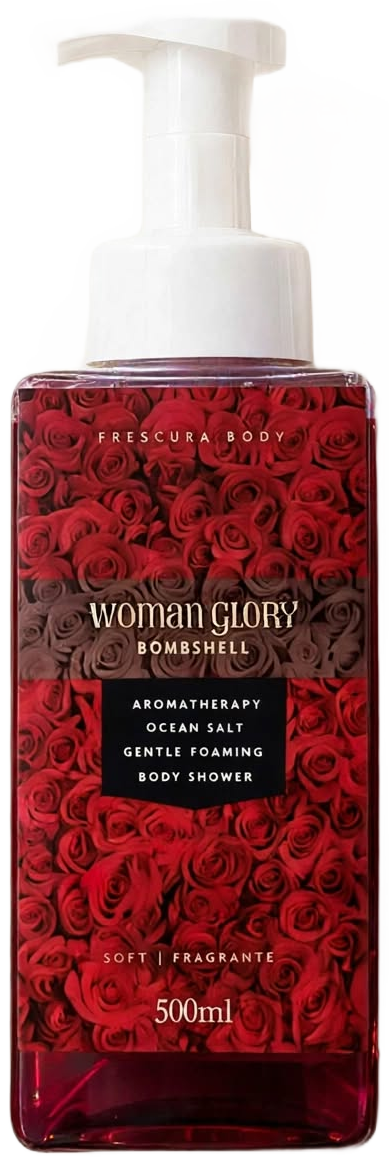 FRESCURA BODY
WOMAN GLORY
BOMBSHELL
AROMATHERAPY
OCEAN SALT
GENTLE FOAMING
BODY SHOWER
SOFT | FRAGRANTE
500ml